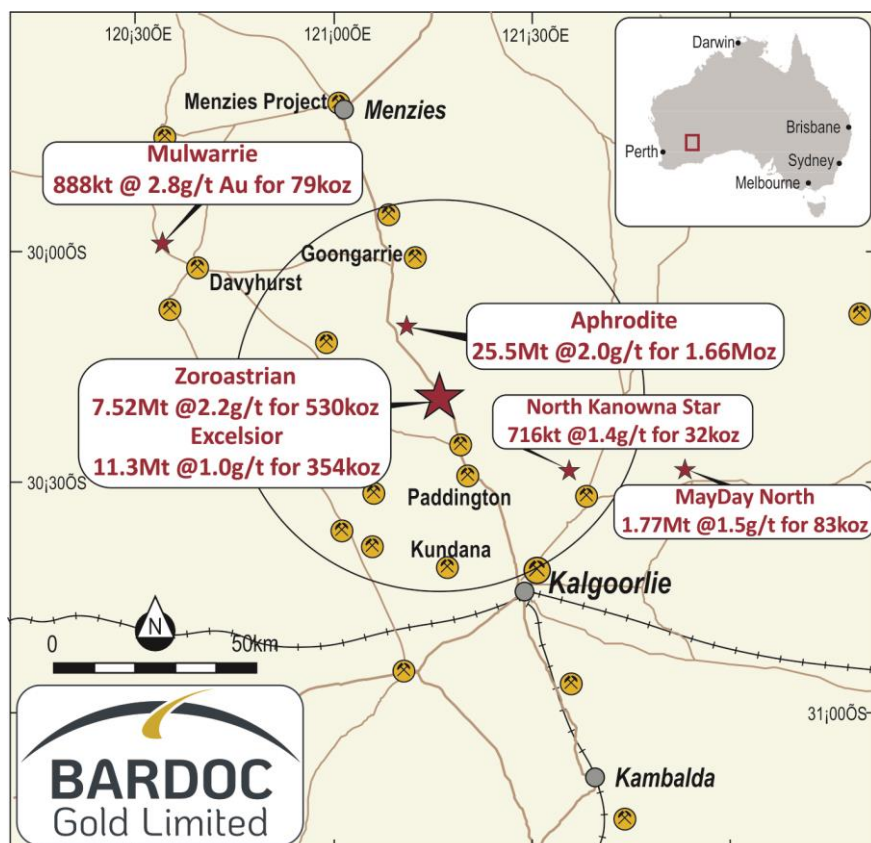 120¡30ÕE
121¡00ÕE
121¡30ÕE
Darwin
Brisbane
Perth
Sydney
Melbourne
Menzies Project
Menzies
Mulwarrie
888kt @ 2.8g/t Au for 79koz
30¡00ÕS
Goongarrie
Davyhurst
Aphrodite
25.5Mt @2.0g/t for 1.66Moz
Zoroastrian
7.52Mt @2.2g/t for 530koz
Excelsior
11.3Mt @1.0g/t for 354koz
North Kanowna Star
716kt @1.4g/t for 32koz
30¡30ÕS
Paddington
MayDay North
1.77Mt @1.5g/t for 83koz
Kundana
Kalgoorlie
N
0
50km
31¡00ÕS
BARDOC
Gold Limited
Kambalda